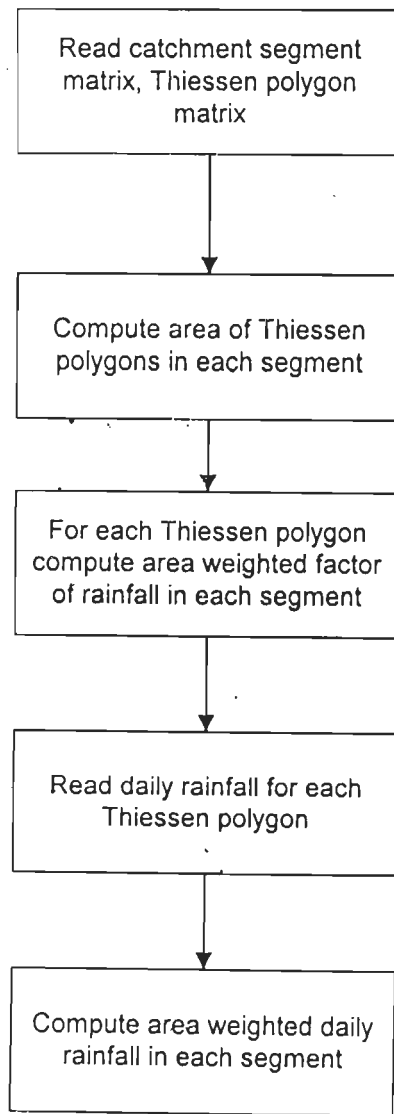 Read catchment segment
matrix, Thiessen polygon
matrix
Compute area of Thiessen
polygons in each segment
For each Thiessen polygon
compute area weighted factor
of rainfall in each segment
Read daily rainfall for each
Thiessen polygon
Compute area weighted daily
rainfall in each segment